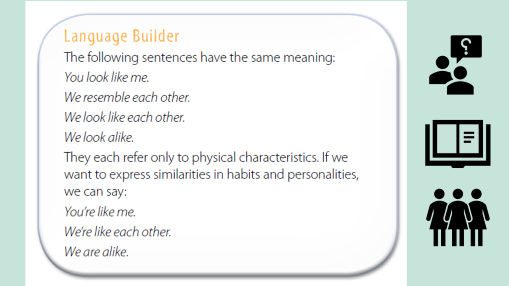 Language Builder
The following sentences have the same meaning:
You look like me.
We resemble each other.
We look like each other.
We look alike.
They each refer only to physical characteristics. If we
want to express similarities in habits and personalities,
we can say:
You're like me.
We're like each other.
We are alike.
?